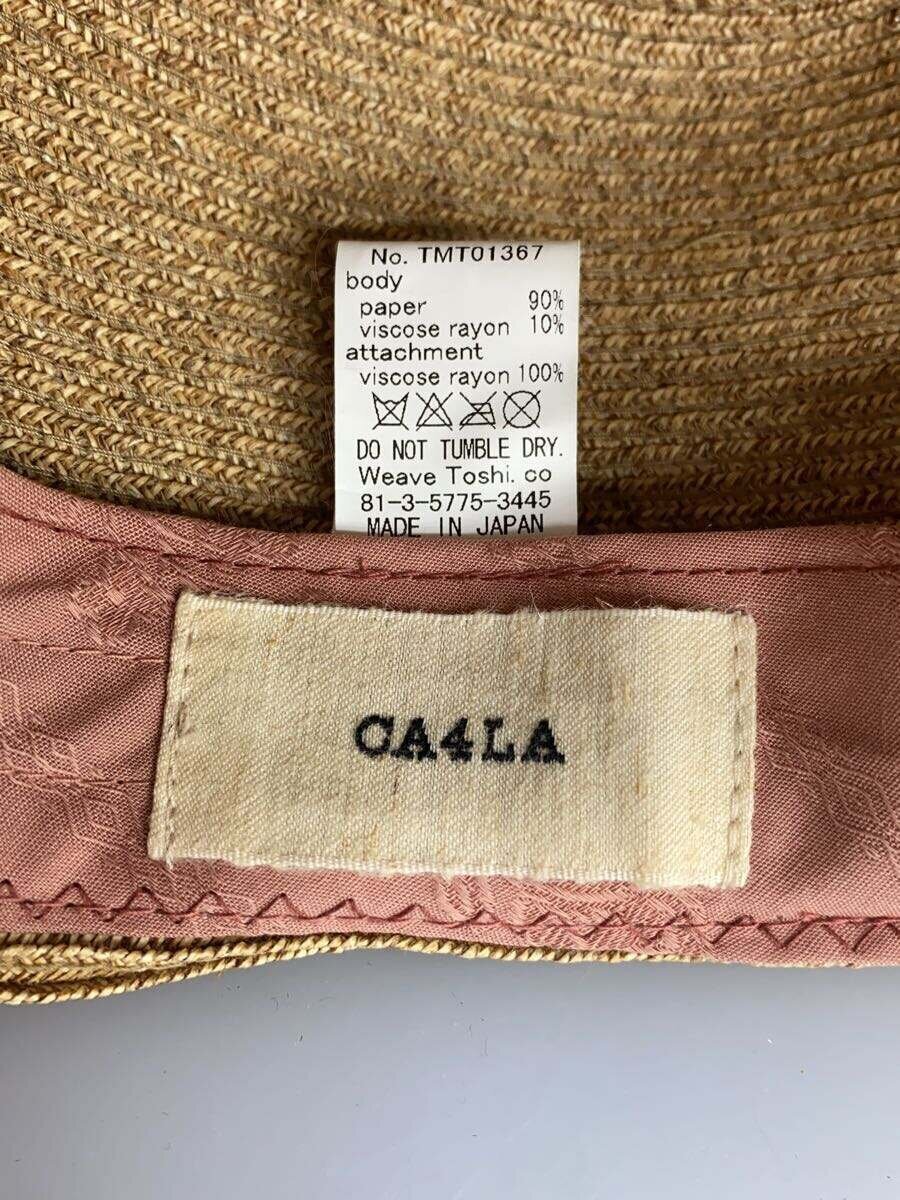 No. TMT01367
body
paper 90%
viscose rayon 10%
attachment
viscose rayon 100%
DO NOT TUMBLE DRY.
Weave Toshi. co
81-3-5775-3445
MADE IN JAPAN
CA4LA